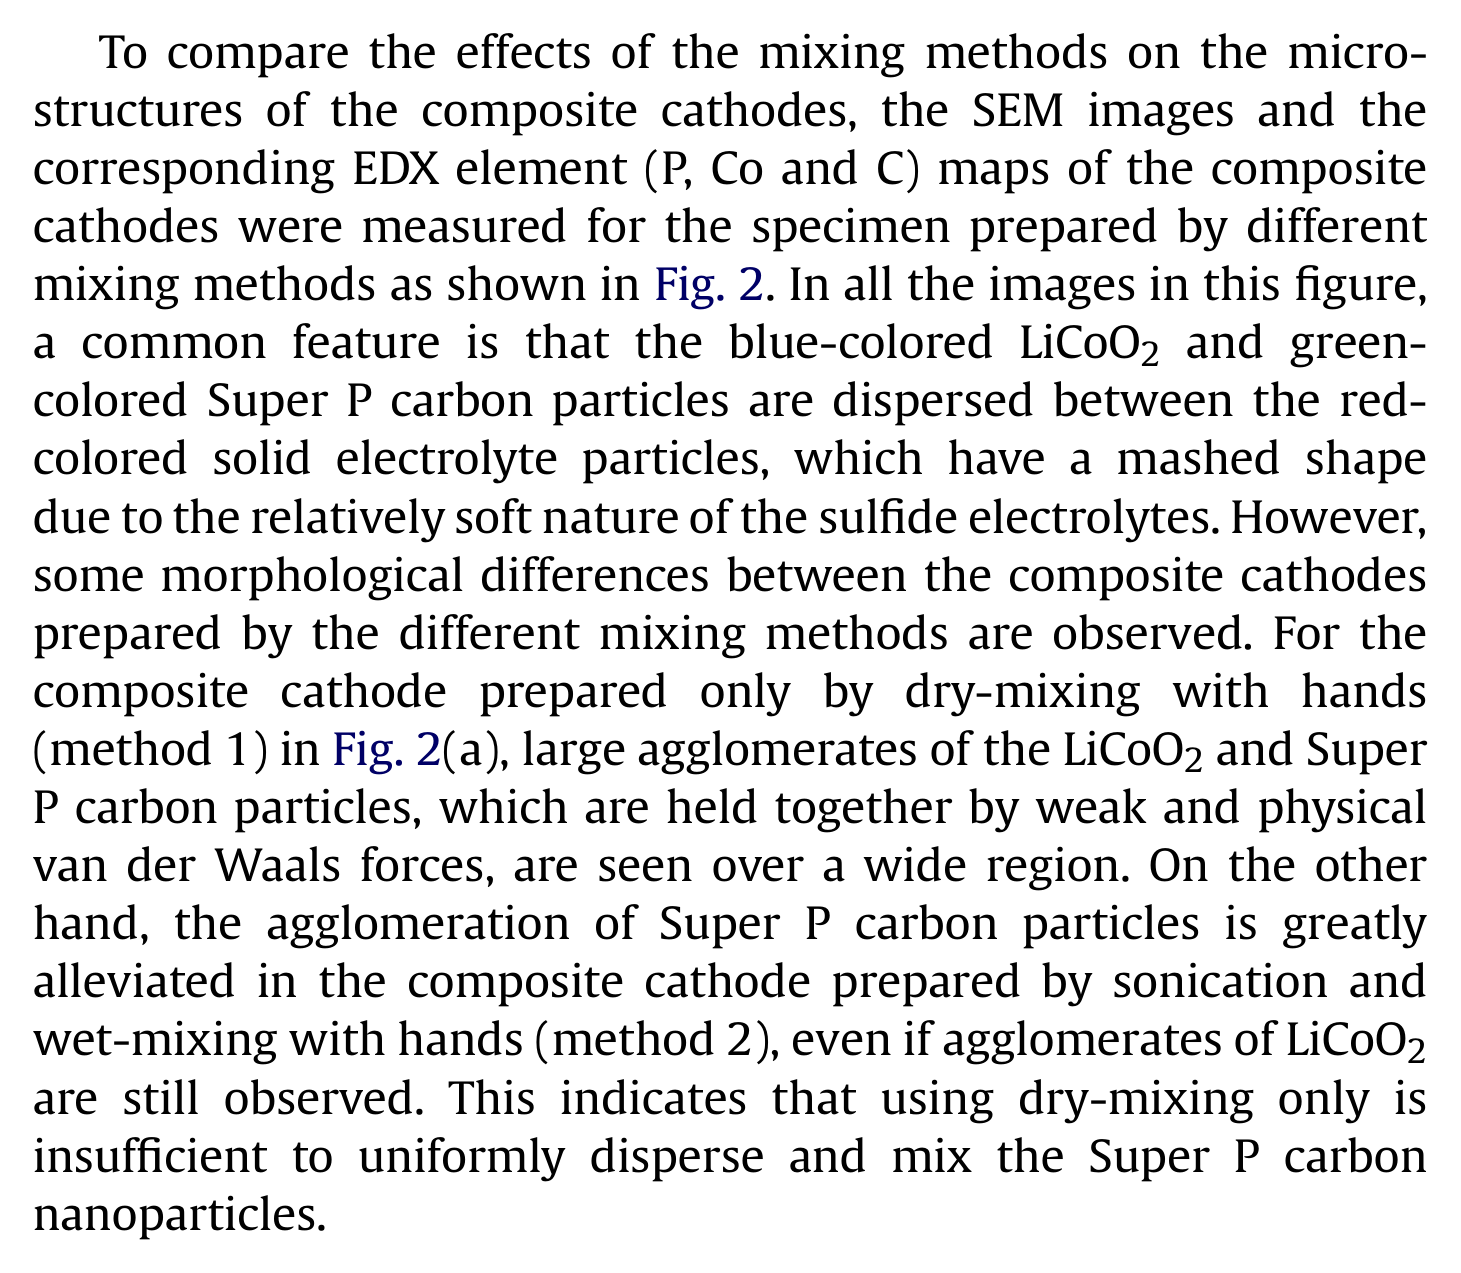 To compare the effects of the mixing methods on the micro-
structures of the composite cathodes, the SEM images and the
corresponding EDX element (P, Co and C) maps of the composite
cathodes were measured for the specimen prepared by different
mixing methods as shown in Fig. 2. In all the images in this figure,
a common feature is that the blue-colored LiCoO₂ and green-
colored Super P carbon particles are dispersed between the red-
colored solid electrolyte particles, which have a mashed shape
due to the relatively soft nature of the sulfide electrolytes. However,
some morphological differences between the composite cathodes
prepared by the different mixing methods are observed. For the
composite cathode prepared only by dry-mixing with hands
(method 1) in Fig. 2(a), large agglomerates of the LiCoO₂ and Super
P carbon particles, which are held together by weak and physical
van der Waals forces, are seen over a wide region. On the other
hand, the agglomeration of Super P carbon particles is greatly
alleviated in the composite cathode prepared by sonication and
wet-mixing with hands (method 2), even if agglomerates of LiCoO₂
are still observed. This indicates that using dry-mixing only is
insufficient to uniformly disperse and mix the Super P carbon
nanoparticles.